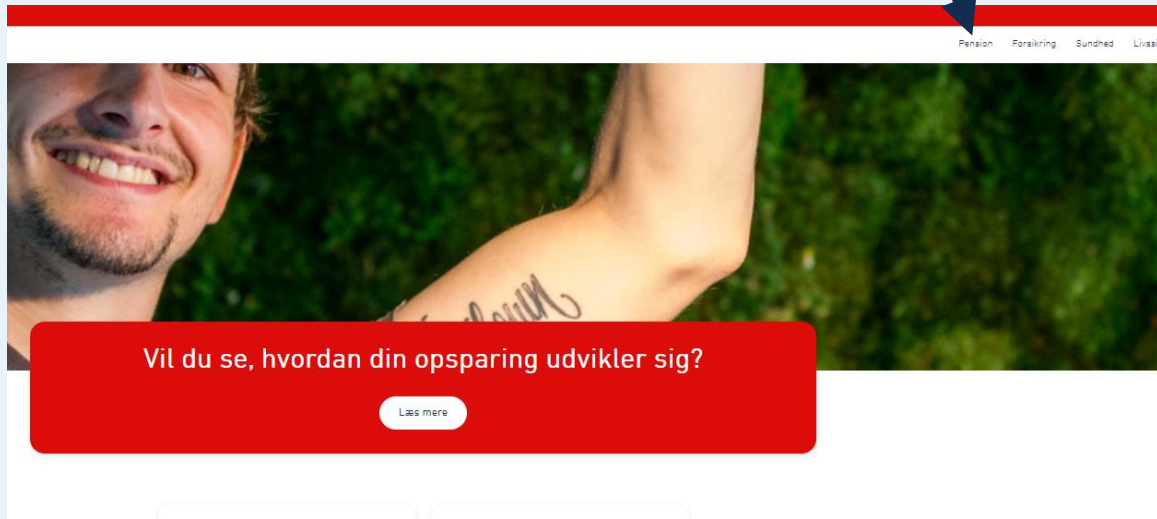 Pension Forsikring Sundhed
Vil du se, hvordan din opsparing udvikler sig?
Læs mere